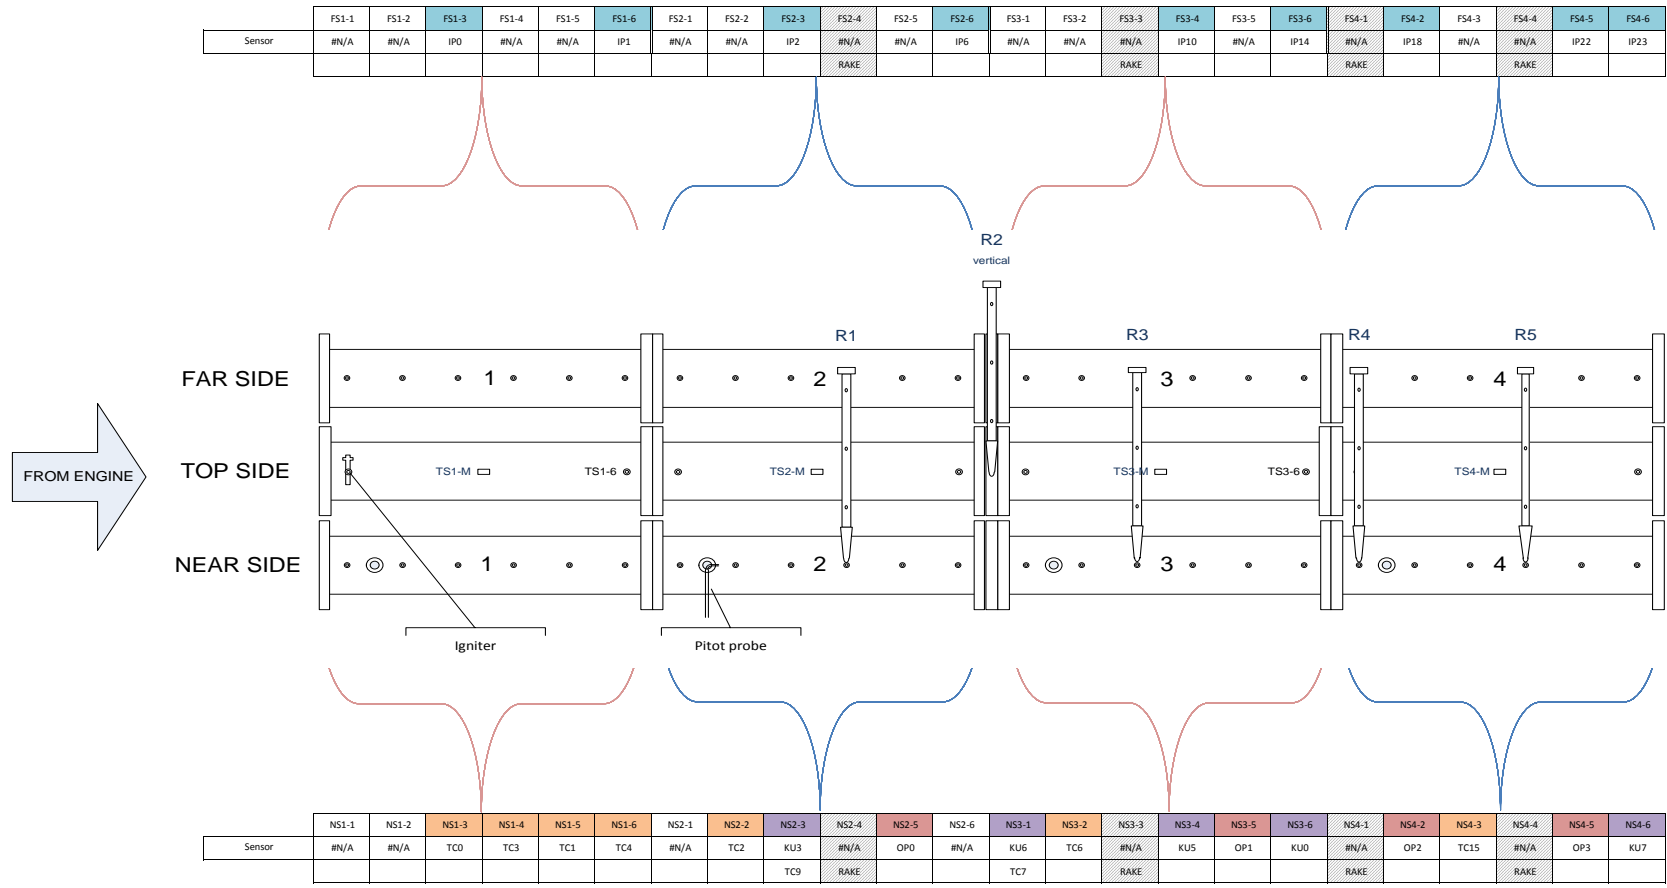 FS1-1 FS1-2 FS1-3 FS1-4 FS1-5 FS1-6 FS2-1 FS2-2 FS2-3 FS2-4 FS2-5 FS2-6 FS3-1 FS3-2 FS3-3 FS3-4 FS3-5 FS3-6 FS4-1 FS4-2 FS4-3 FS4-4 FS4-5 FS4-6
Sensor #N/A #N/A IP0 #N/A #N/A IP1 #N/A #N/A IP2 #N/A #N/A IP6 #N/A #N/A #N/A IP10 #N/A IP14 #N/A IP18 #N/A #N/A IP22 IP23
RAKE RAKE RAKE RAKE
R2
vertical
R1 R3 R4 R5
FAR SIDE 1 2 3 4
FROM ENGINE
TOP SIDE TS1-M TS1-6 TS2-M TS3-M TS3-6 TS4-M
NEAR SIDE 1 2 3 4
Igniter Pitot probe
NS1-1 NS1-2 NS1-3 NS1-4 NS1-5 NS1-6 NS2-1 NS2-2 NS2-3 NS2-4 NS2-5 NS2-6 NS3-1 NS3-2 NS3-3 NS3-4 NS3-5 NS3-6 NS4-1 NS4-2 NS4-3 NS4-4 NS4-5 NS4-6
Sensor #N/A #N/A TC0 TC3 TC1 TC4 #N/A TC2 KU3 #N/A OP0 #N/A KU6 TC6 #N/A KU5 OP1 KU0 #N/A OP2 TC15 #N/A OP3 KU7
TC9 RAKE TC7 RAKE RAKE RAKE